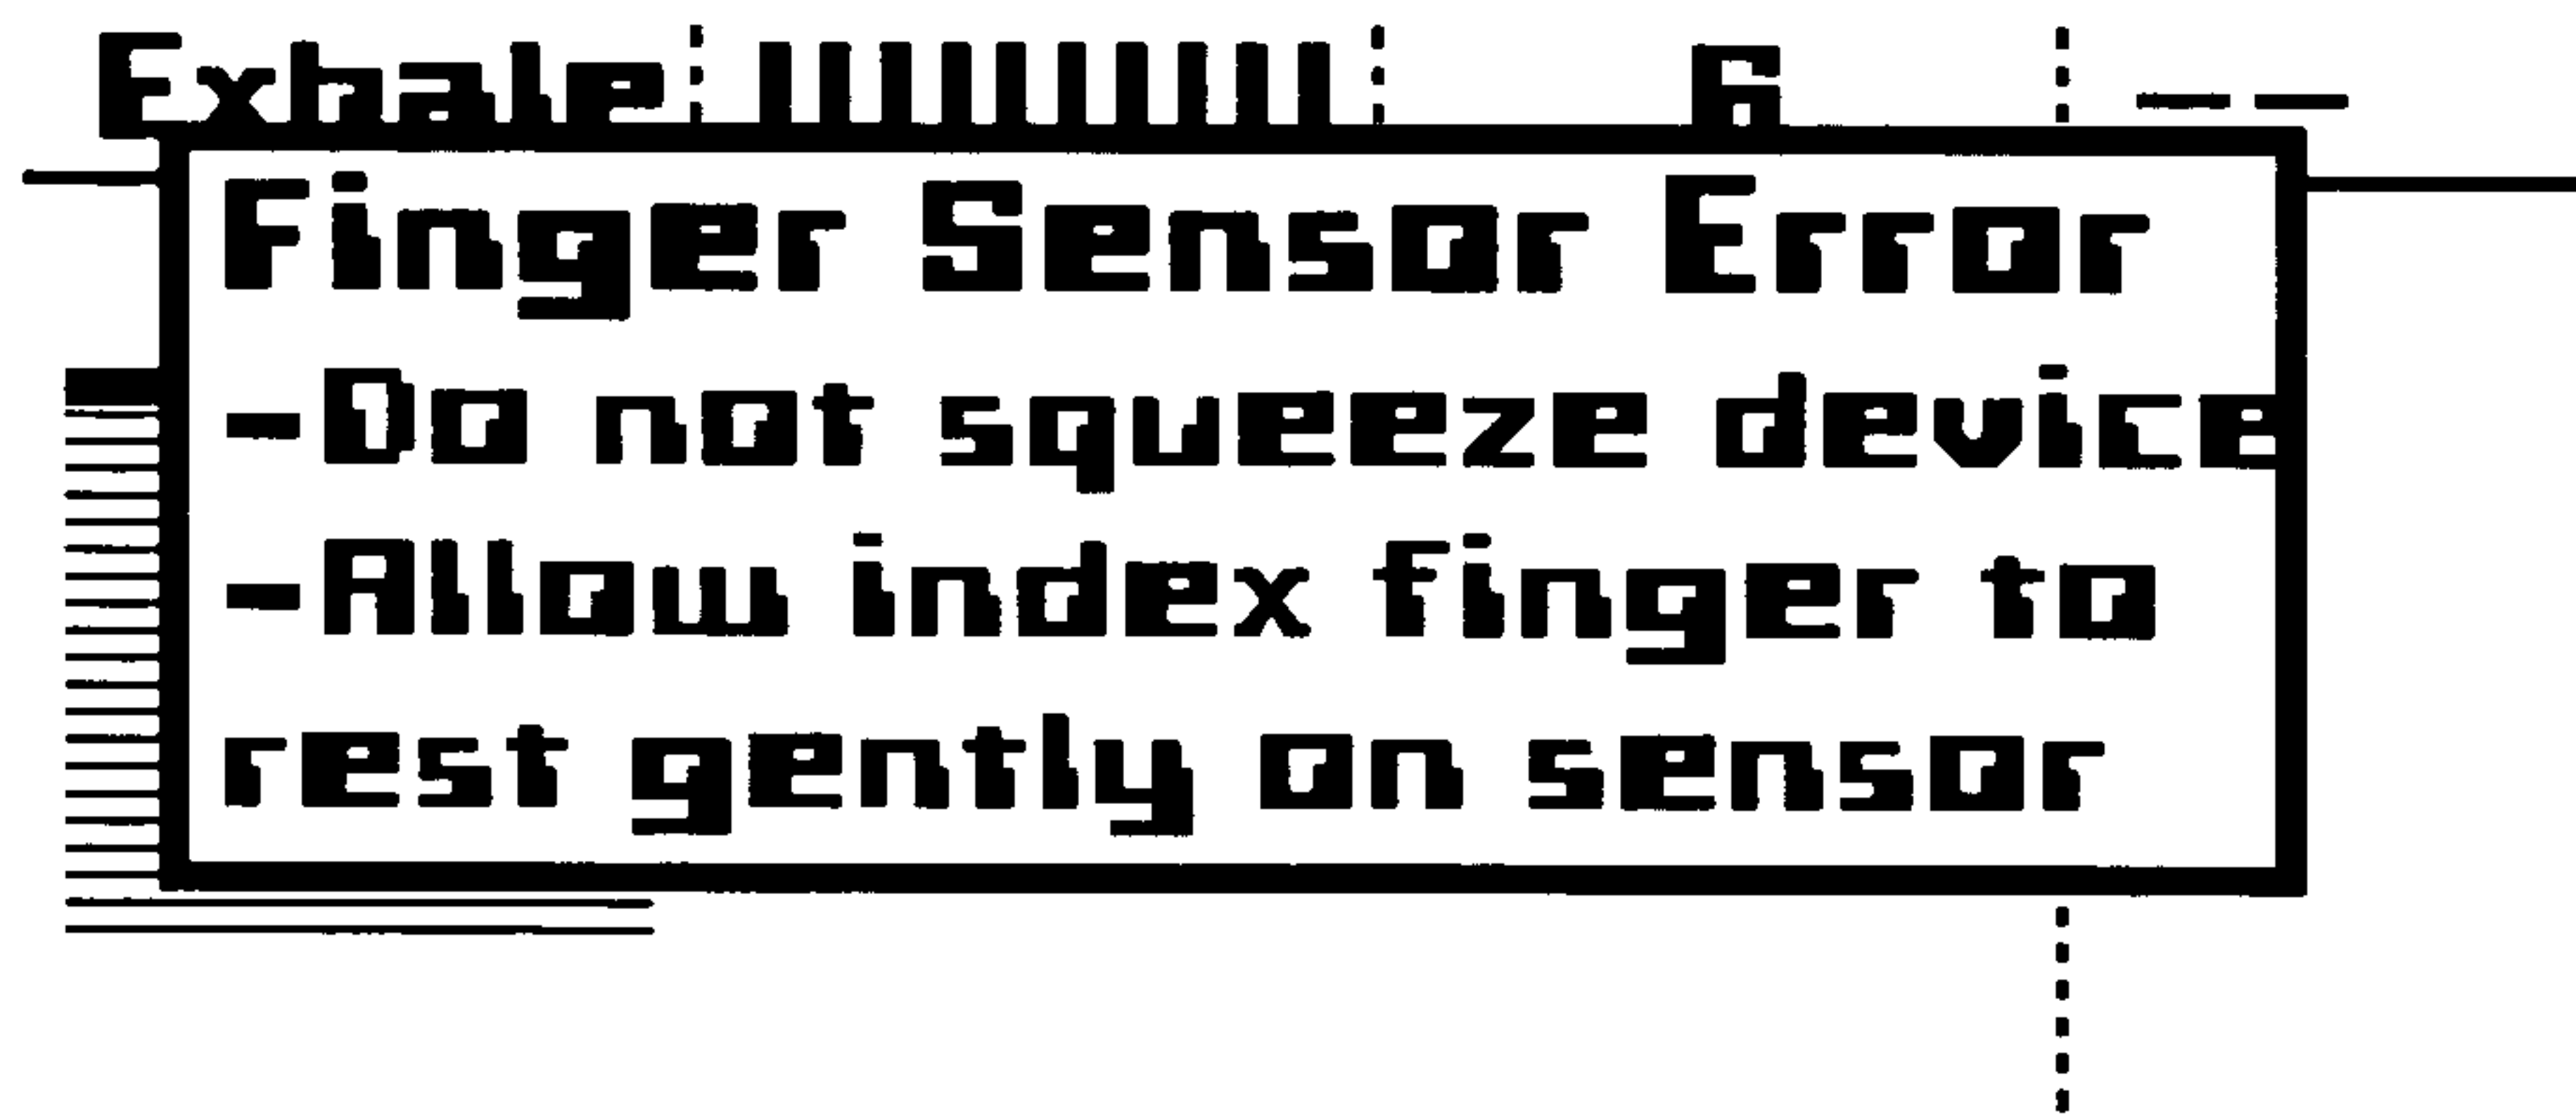 Exhale 6 --
Finger Sensor Error
-Do not squeeze device
-Allow index finger to
rest gently on sensor